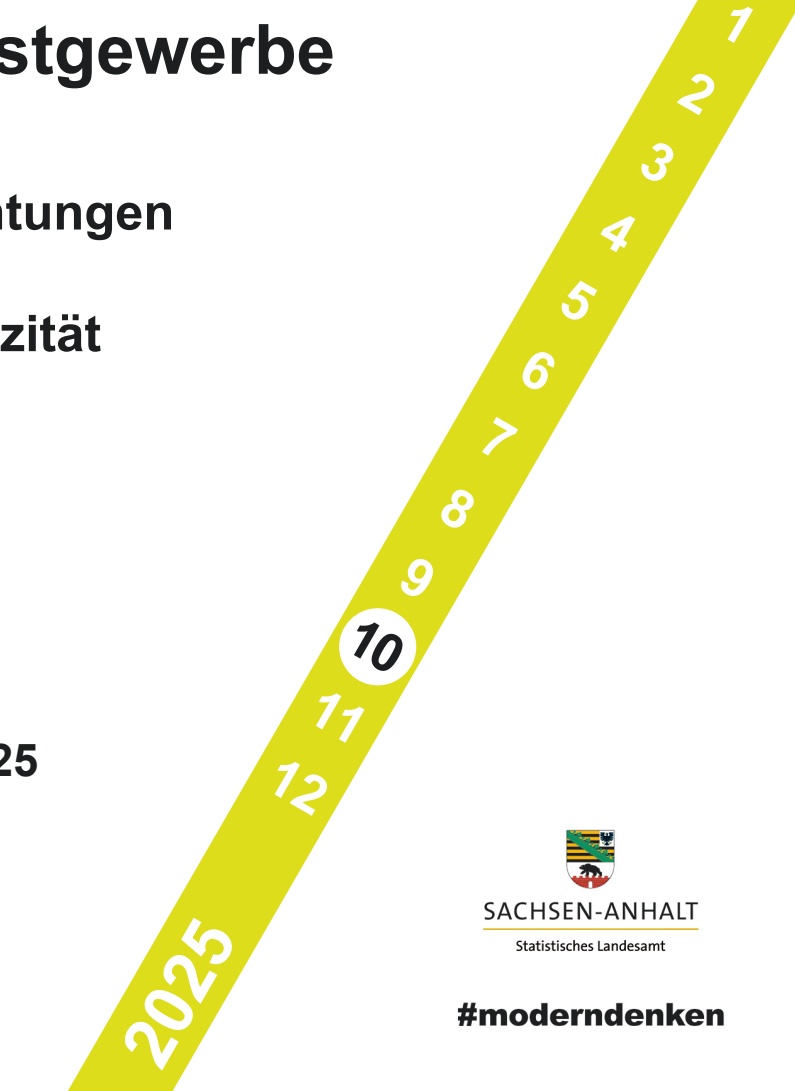 stgewerbe
1
2
3
htungen
4
5
zität
6
7
8
9
10
11
25
12
SACHSEN-ANHALT
2025
Statistisches Landesamt
#moderndenken